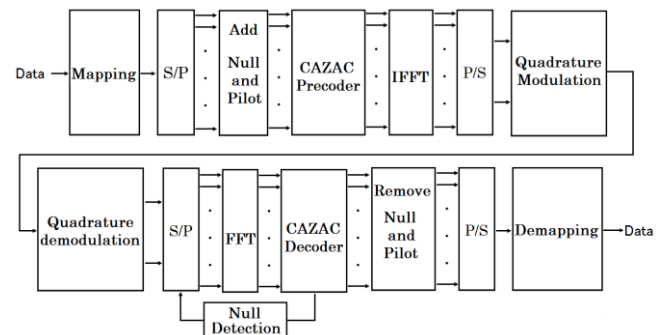 Data
Mapping
S/P
Add
Null
and
Pilot
CAZAC
Precoder
IFFT
P/S
Quadrature
Modulation
Quadrature
demodulation
S/P
FFT
CAZAC
Decoder
Remove
Null
and
Pilot
P/S
Demapping
Data
Null
Detection